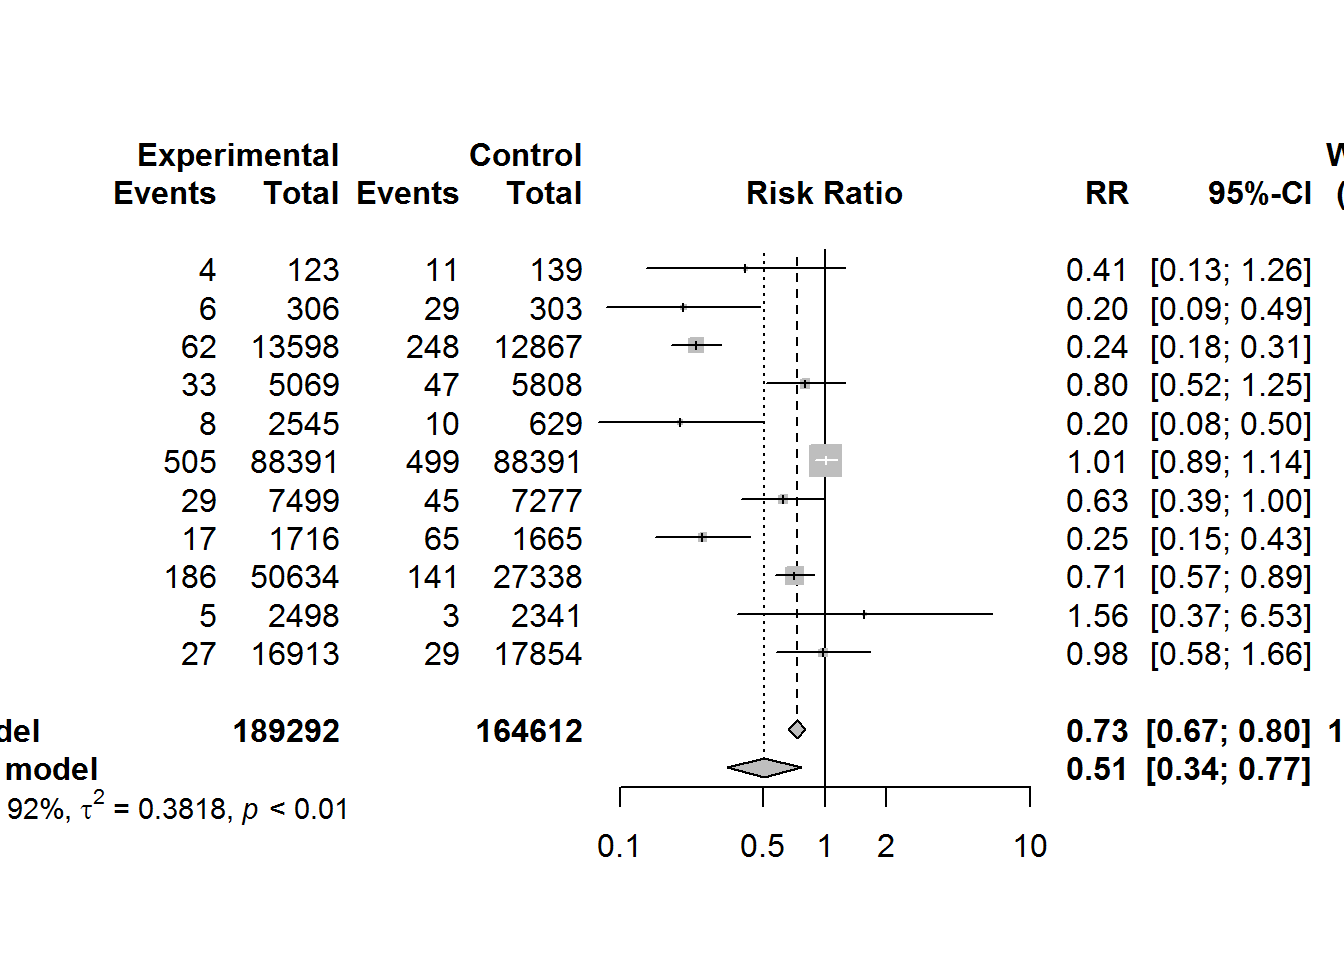 Experimental Control
Events Total Events Total Risk Ratio RR 95%-CI (
4 123 11 139 0.41 [0.13; 1.26]
6 306 29 303 0.20 [0.09; 0.49]
62 13598 248 12867 0.24 [0.18; 0.31]
33 5069 47 5808 0.80 [0.52; 1.25]
8 2545 10 629 0.20 [0.08; 0.50]
505 88391 499 88391 1.01 [0.89; 1.14]
29 7499 45 7277 0.63 [0.39; 1.00]
17 1716 65 1665 0.25 [0.15; 0.43]
186 50634 141 27338 0.71 [0.57; 0.89]
5 2498 3 2341 1.56 [0.37; 6.53]
27 16913 29 17854 0.98 [0.58; 1.66]
del 189292 164612 0.73 [0.67; 0.80] 1
model 0.51 [0.34; 0.77]
92%, τ² = 0.3818, p < 0.01
0.1 0.5 1 2 10